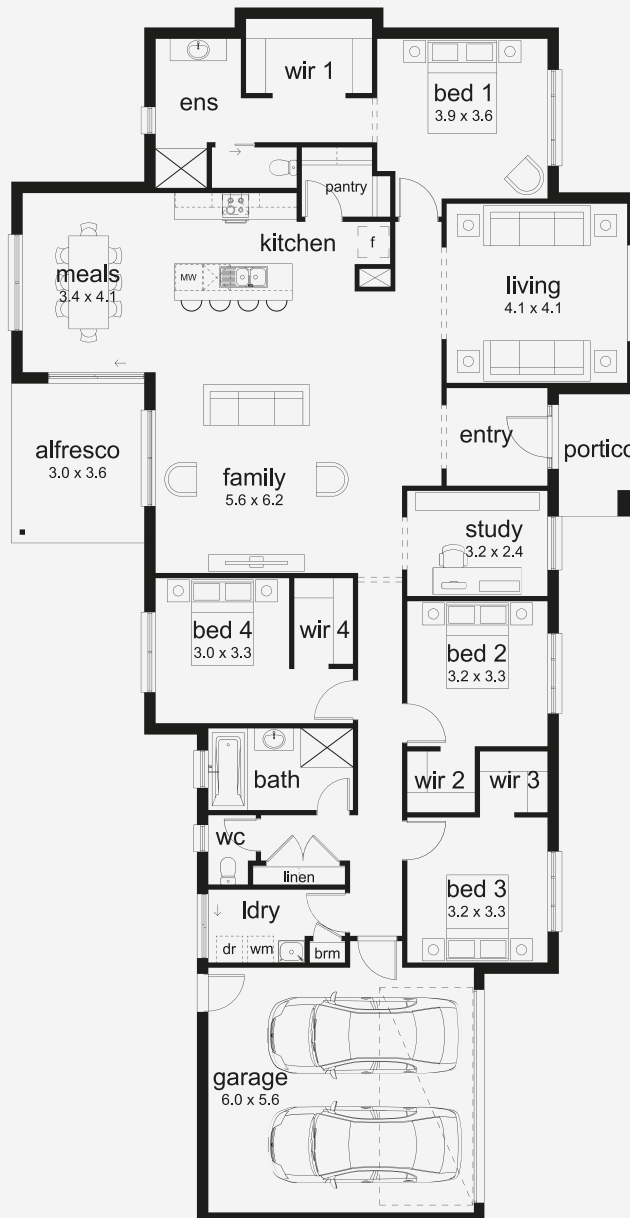 wir 1
bed 1
3.9 x 3.6
ens
pantry
kitchen
f
MW
meals
3.4 x 4.1
living
4.1 x 4.1
entry
portico
alfresco
3.0 x 3.6
family
5.6 x 6.2
study
3.2 x 2.4
bed 4
3.0 x 3.3
wir 4
bed 2
3.2 x 3.3
bath
wir 2
wir 3
wc
linen
bed 3
3.2 x 3.3
ldry
dr
wm
brm
garage
6.0 x 5.6